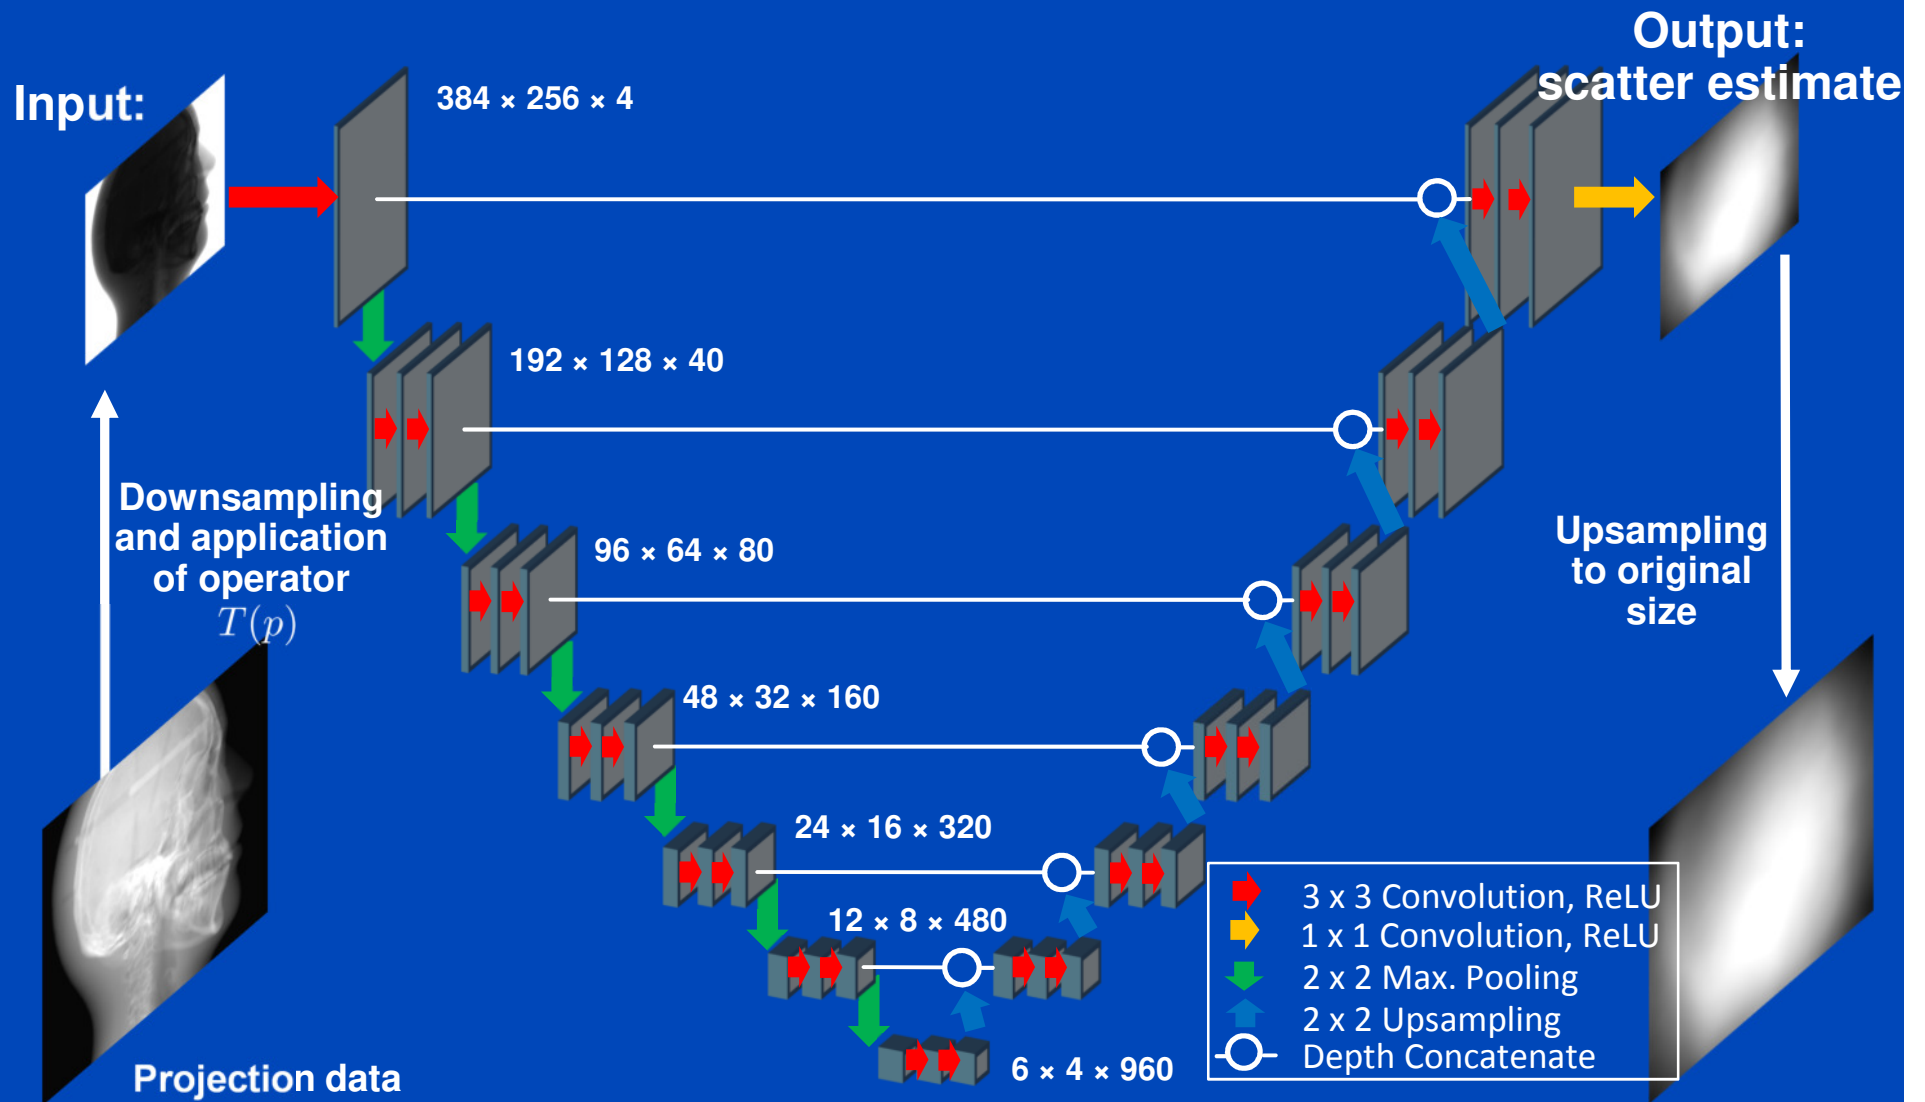 Input:
Output:
scatter estimate
384 × 256 × 4
192 × 128 × 40
Downsampling
and application
of operator
T(p)
96 × 64 × 80
Upsampling
to original
size
48 × 32 × 160
24 × 16 × 320
12 × 8 × 480
6 × 4 × 960
3 x 3 Convolution, ReLU
1 x 1 Convolution, ReLU
2 x 2 Max. Pooling
2 x 2 Upsampling
Depth Concatenate
Projection data